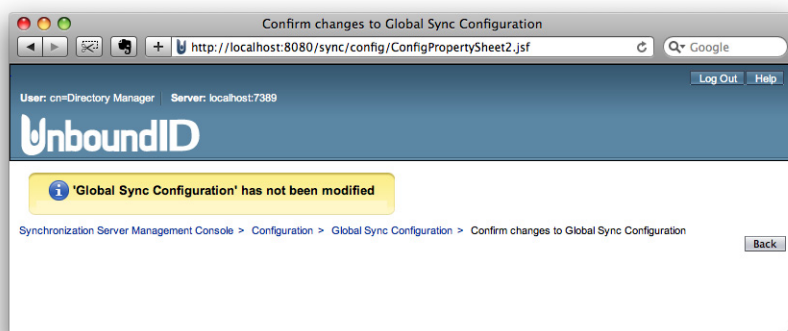 Confirm changes to Global Sync Configuration
http://localhost:8080/sync/config/ConfigPropertySheet2.jsf
Google
Log Out Help
User: cn=Directory Manager Server: localhost:7389
UnboundID
'Global Sync Configuration' has not been modified
Synchronization Server Management Console > Configuration > Global Sync Configuration > Confirm changes to Global Sync Configuration
Back